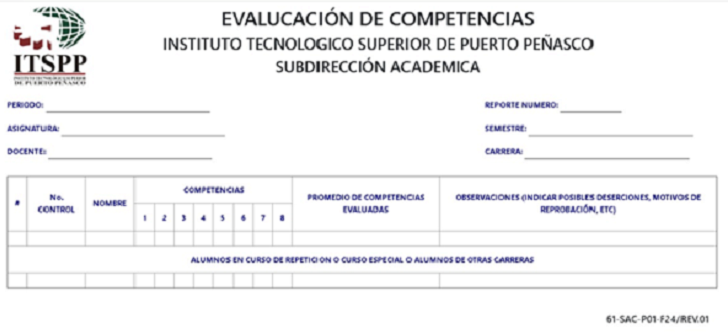 EVALUCACIÓN DE COMPETENCIAS
INSTITUTO TECNOLOGICO SUPERIOR DE PUERTO PEÑASCO
SUBDIRECCIÓN ACADEMICA
ITSPP
INSTITUTO TECNOLÓGICO SUPERIOR
DE PUERTO PEÑASCO
PERIODO:
REPORTE NUMERO:
ASIGNATURA:
SEMESTRE:
DOCENTE:
CARRERA:
# No. CONTROL NOMBRE COMPETENCIAS PROMEDIO DE COMPETENCIAS EVALUADAS OBSERVACIONES (INDICAR POSIBLES DESERCIONES, MOTIVOS DE REPROBACIÓN, ETC)
1 2 3 4 5 6 7 8
ALUMNOS EN CURSO DE REPETICION O CURSO ESPECIAL O ALUMNOS DE OTRAS CARRERAS
61-SAC-P01-F24/REV.01